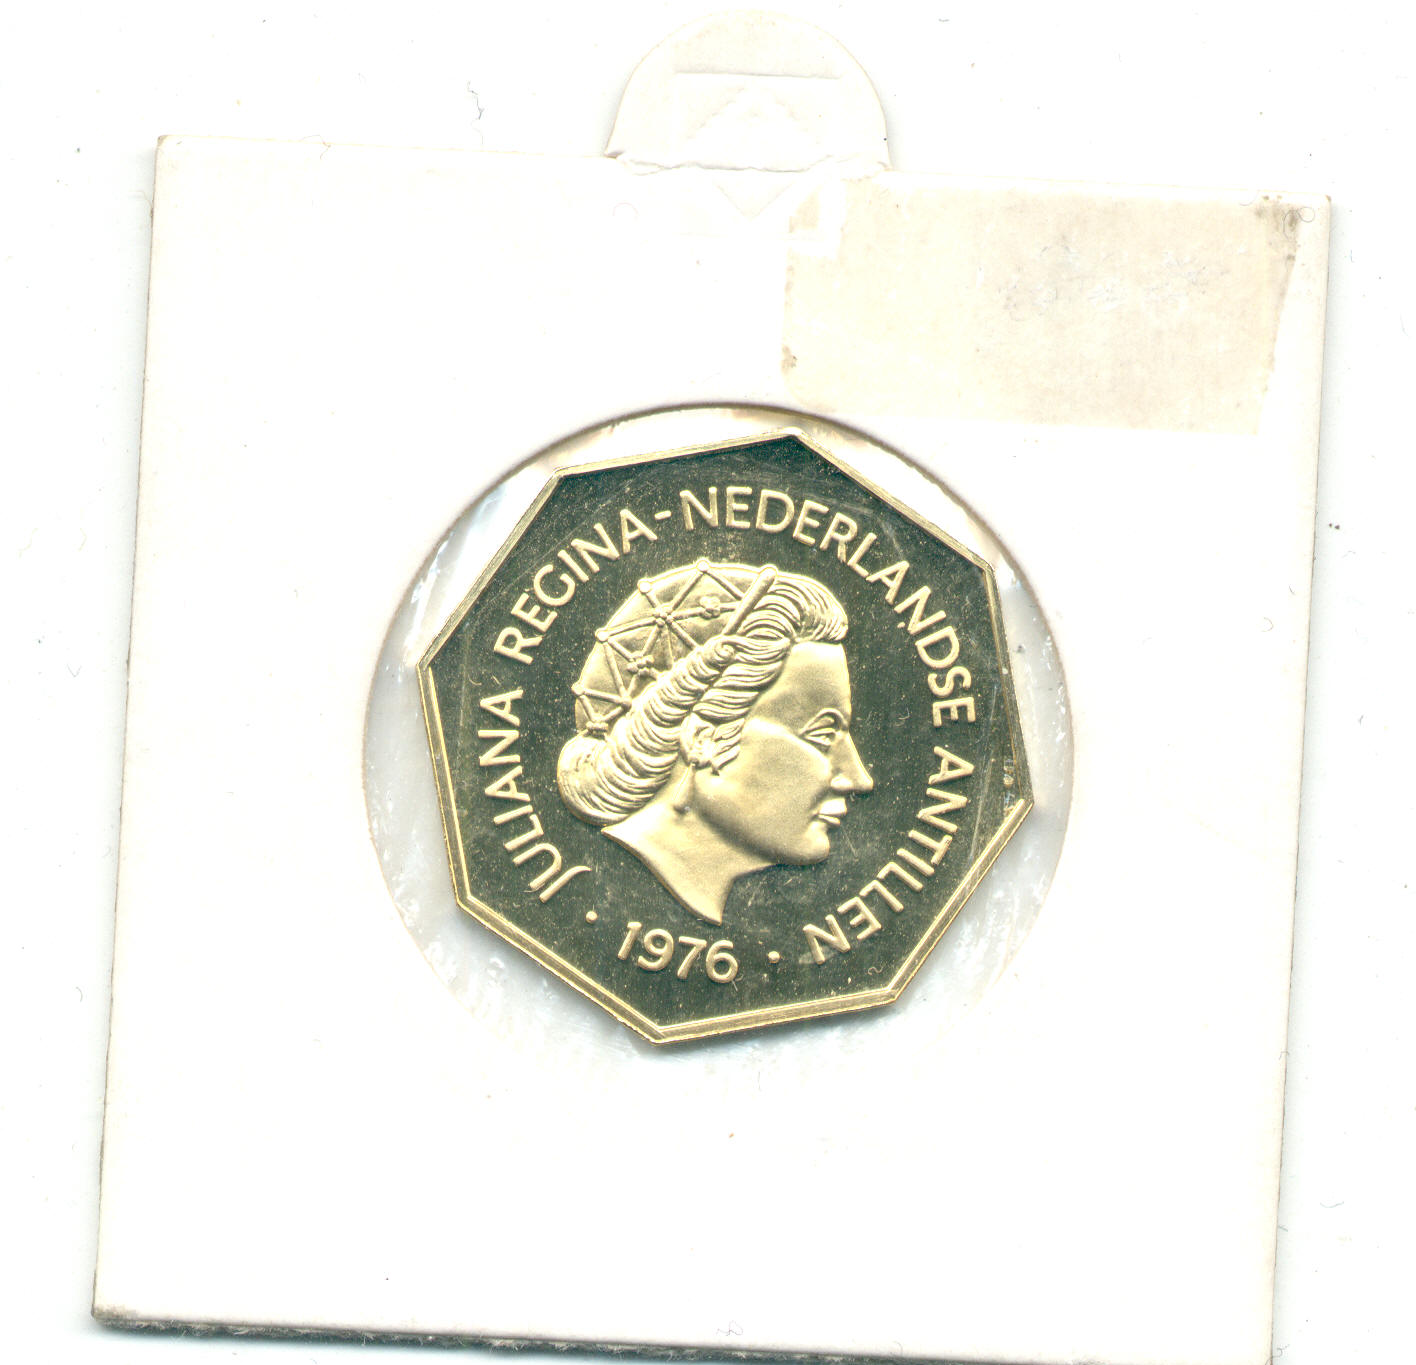 JULIANA REGINA-NEDERLANDSE ANTILLEN
· 1976 ·